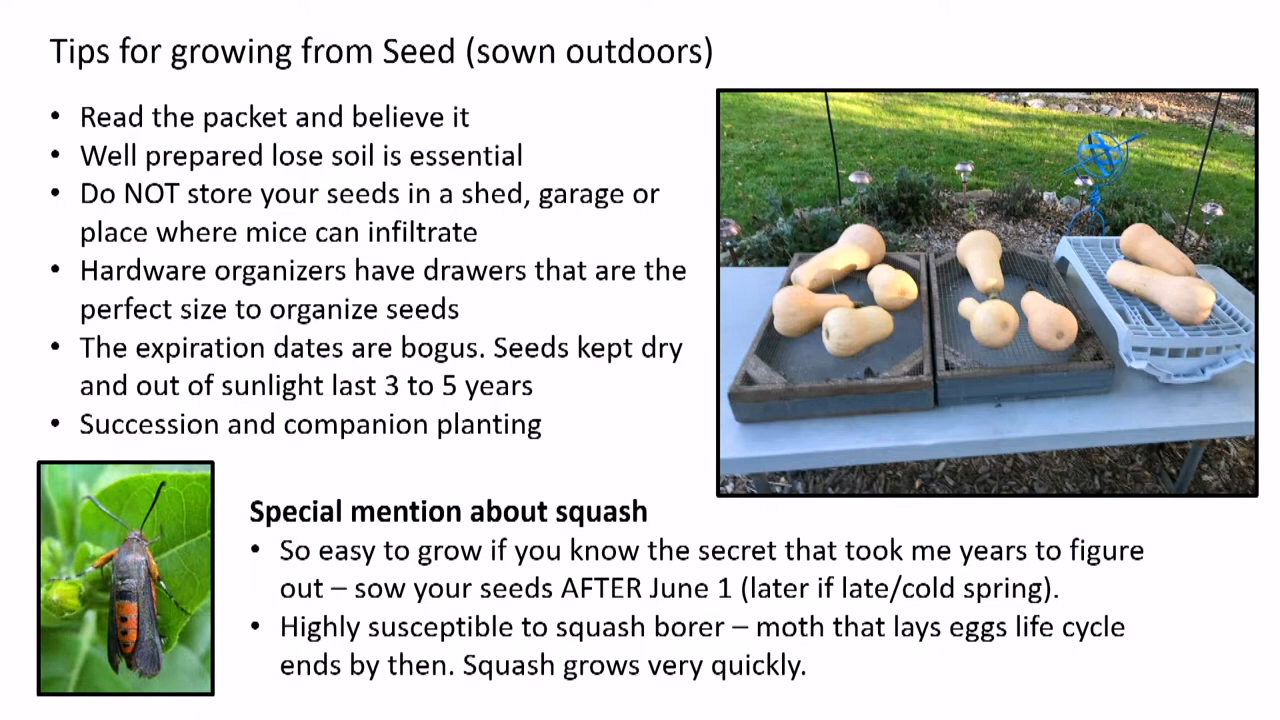 Tips for growing from Seed (sown outdoors)
• Read the packet and believe it
• Well prepared lose soil is essential
• Do NOT store your seeds in a shed, garage or
place where mice can infiltrate
• Hardware organizers have drawers that are the
perfect size to organize seeds
• The expiration dates are bogus. Seeds kept dry
and out of sunlight last 3 to 5 years
• Succession and companion planting
Special mention about squash
• So easy to grow if you know the secret that took me years to figure
out – sow your seeds AFTER June 1 (later if late/cold spring).
• Highly susceptible to squash borer – moth that lays eggs life cycle
ends by then. Squash grows very quickly.